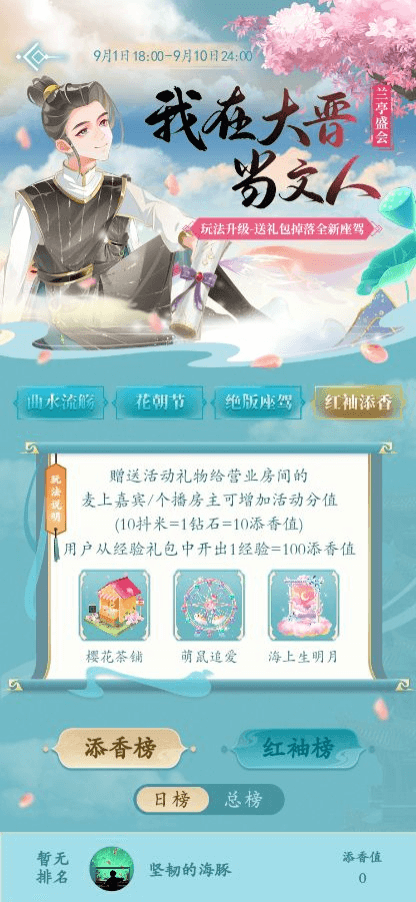 9月1日18:00-9月10日24:00
我在大晋
当文人
兰亭盛会
玩法升级-送礼包掉落全新座驾
曲水流觞
花朝节
绝版座驾
红袖添香
玩法说明
赠送活动礼物给营业房间的
麦上嘉宾/个播房主可增加活动分值
(10抖米=1钻石=10添香值)
用户从经验礼包中开出1经验=100添香值
樱花茶铺
萌鼠追爱
海上生明月
添香榜
红袖榜
日榜
总榜
暂无
排名
坚韧的海豚
添香值
0